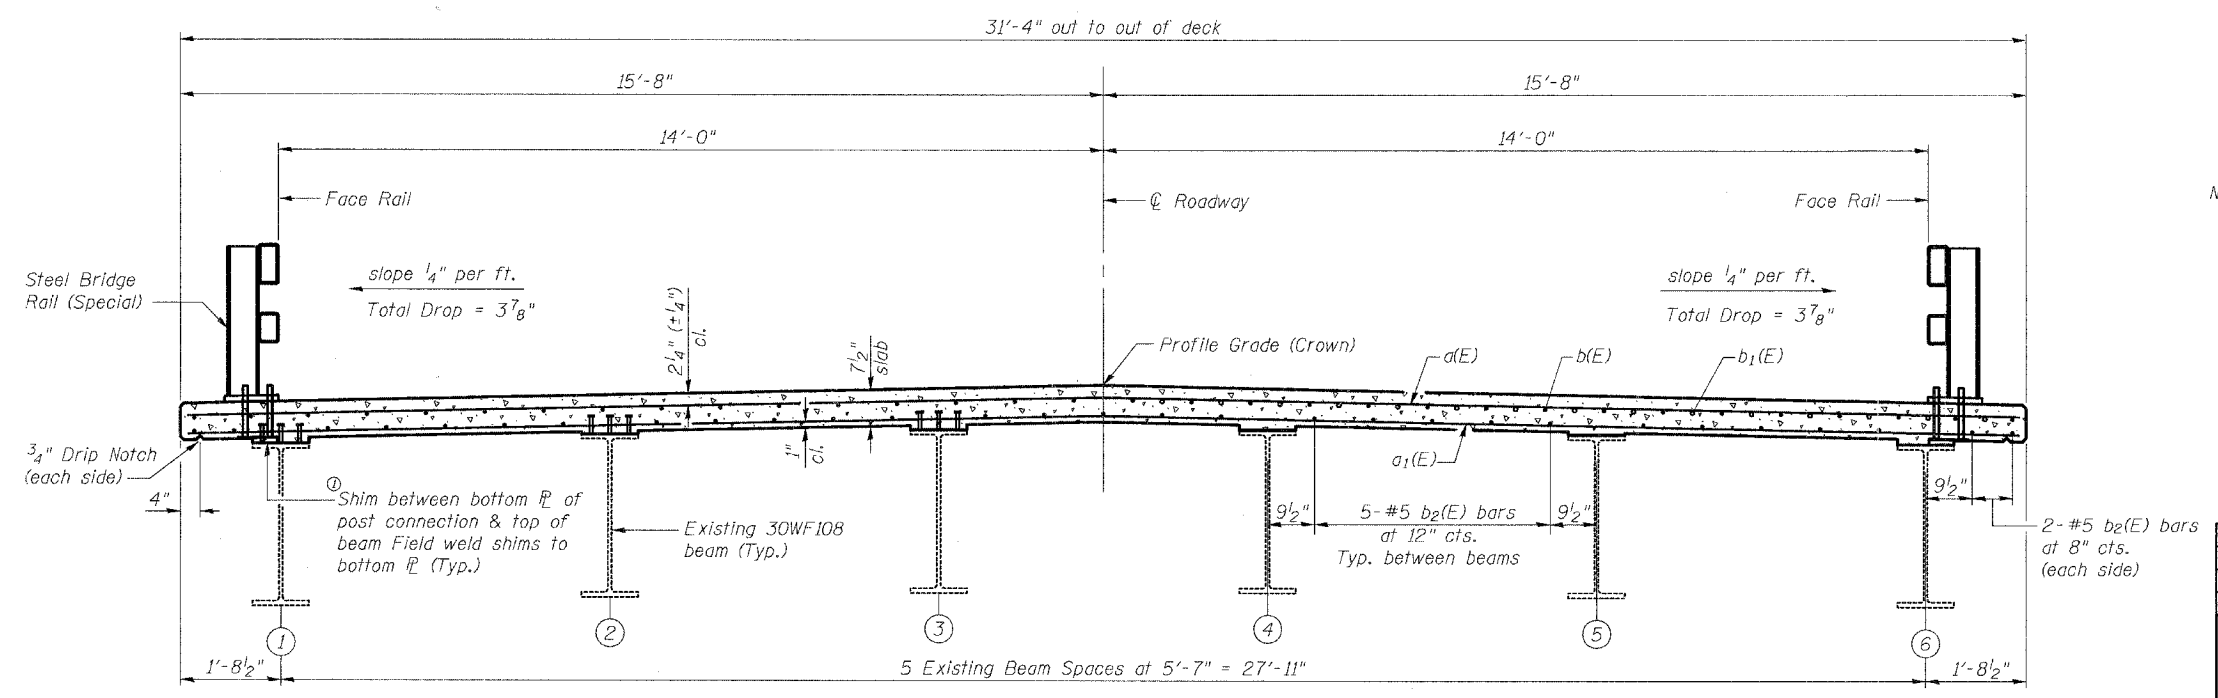 31'-4" out to out of deck
15'-8"
15'-8"
14'-0"
14'-0"
Face Rail
℄ Roadway
Face Rail
Steel Bridge
Rail (Special)
slope 1/4" per ft.
Total Drop = 3 7/8"
2 1/4" (±1/4")
cl.
7 1/2"
slab
1"
cl.
Profile Grade (Crown)
slope 1/4" per ft.
Total Drop = 3 7/8"
a(E)
b(E)
b1(E)
a1(E)
3/4" Drip Notch
(each side)
4"
①
Shim between bottom ⅊ of
post connection & top of
beam Field weld shims to
bottom ⅊ (Typ.)
Existing 30WF108
beam (Typ.)
9 1/2"
5-#5 b2(E) bars
at 12" cts.
Typ. between beams
9 1/2"
9 1/2"
2-#5 b2(E) bars
at 8" cts.
(each side)
1
2
3
4
5
6
1'-8 1/2"
5 Existing Beam Spaces at 5'-7" = 27'-11"
1'-8 1/2"